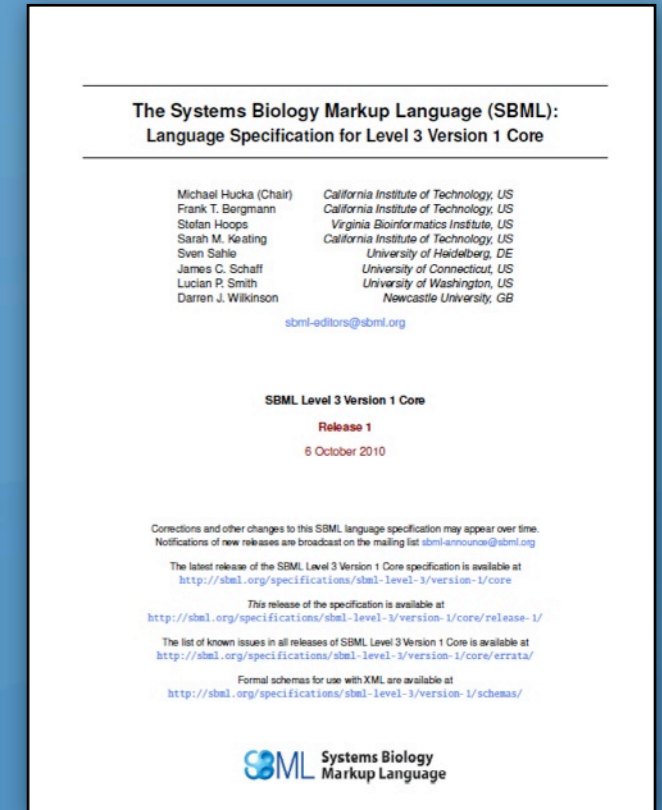 The Systems Biology Markup Language (SBML):
Language Specification for Level 3 Version 1 Core
Michael Hucka (Chair) California Institute of Technology, US
Frank T. Bergmann California Institute of Technology, US
Stefan Hoops Virginia Bioinformatics Institute, US
Sarah M. Keating California Institute of Technology, US
Sven Sahle University of Heidelberg, DE
James C. Schaff University of Connecticut, US
Lucian P. Smith University of Washington, US
Darren J. Wilkinson Newcastle University, GB
sbml-editors@sbml.org
SBML Level 3 Version 1 Core
Release 1
6 October 2010
Corrections and other changes to this SBML language specification may appear over time.
Notifications of new releases are broadcast on the mailing list sbml-announce@sbml.org
The latest release of the SBML Level 3 Version 1 Core specification is available at
http://sbml.org/specifications/sbml-level-3/version-1/core
This release of the specification is available at
http://sbml.org/specifications/sbml-level-3/version-1/core/release-1/
The list of known issues in all releases of SBML Level 3 Version 1 Core is available at
http://sbml.org/specifications/sbml-level-3/version-1/core/errata/
Formal schemas for use with XML are available at
http://sbml.org/specifications/sbml-level-3/version-1/schemas/
SBML Systems Biology
Markup Language